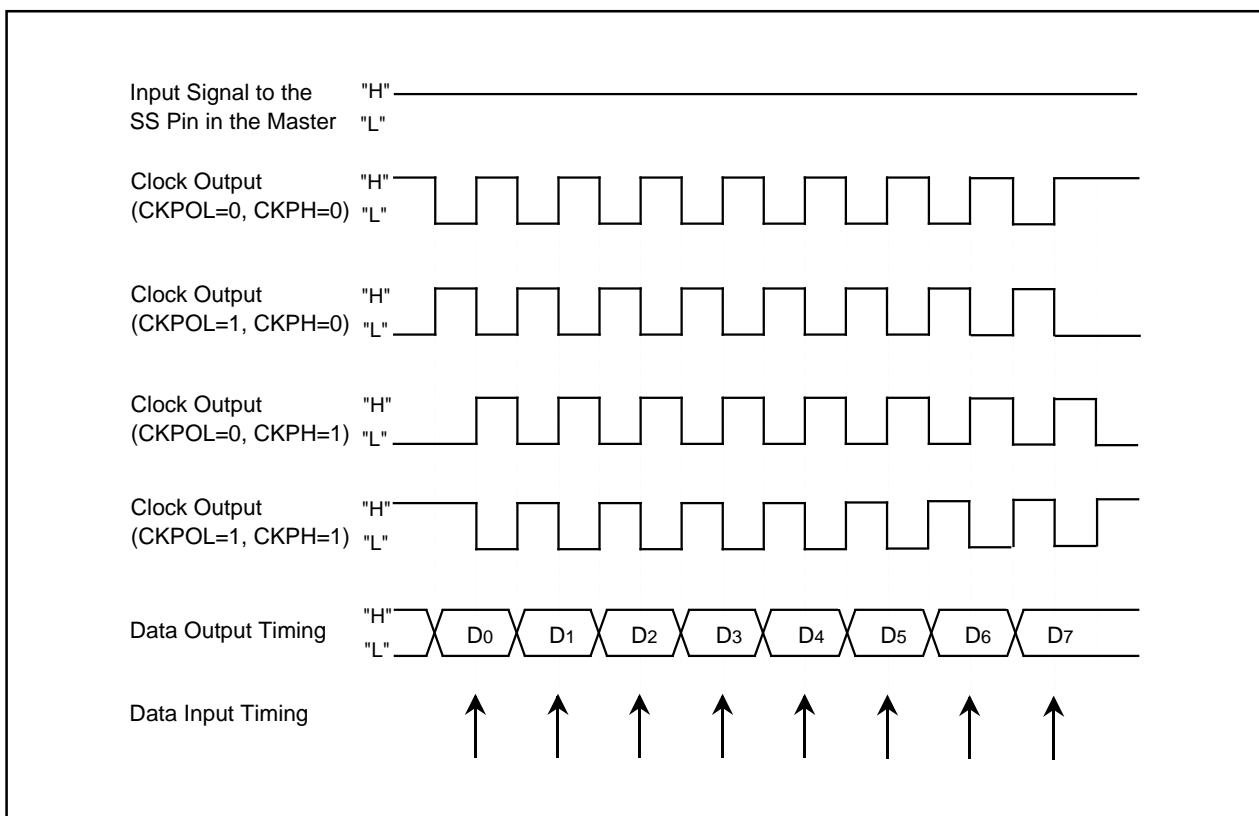 Input Signal to the
SS Pin in the Master
"H"
"L"
Clock Output
(CKPOL=0, CKPH=0)
"H"
"L"
Clock Output
(CKPOL=1, CKPH=0)
"H"
"L"
Clock Output
(CKPOL=0, CKPH=1)
"H"
"L"
Clock Output
(CKPOL=1, CKPH=1)
"H"
"L"
Data Output Timing
"H"
"L"
D0 D1 D2 D3 D4 D5 D6 D7
Data Input Timing